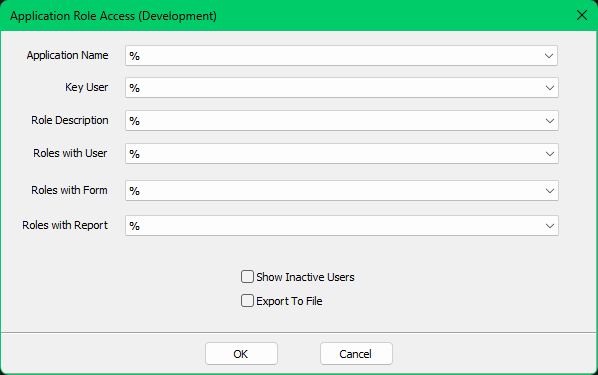 Application Role Access (Development)
Application Name %
Key User %
Role Description %
Roles with User %
Roles with Form %
Roles with Report %
Show Inactive Users
Export To File
OK Cancel